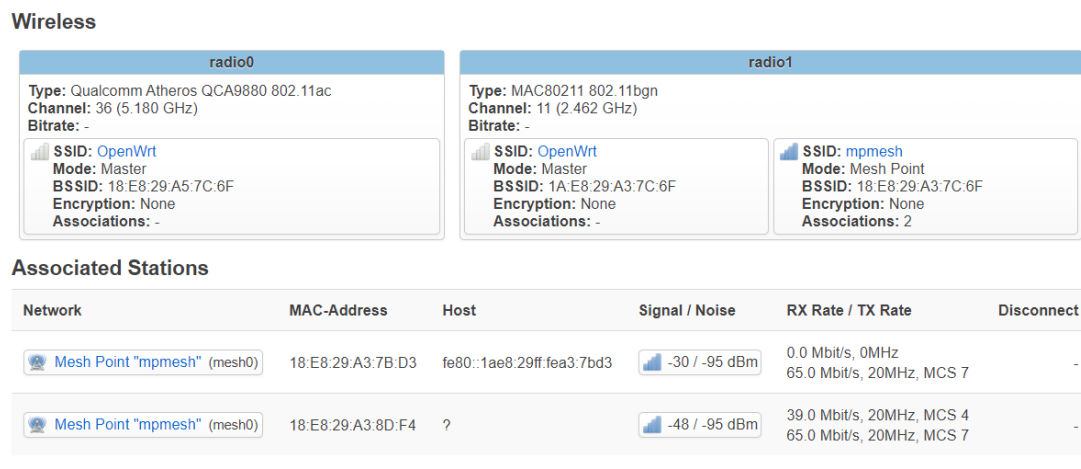 Wireless
radio0
Type: Qualcomm Atheros QCA9880 802.11ac
Channel: 36 (5.180 GHz)
Bitrate: -
SSID: OpenWrt
Mode: Master
BSSID: 18:E8:29:A5:7C:6F
Encryption: None
Associations: -
radio1
Type: MAC80211 802.11bgn
Channel: 11 (2.462 GHz)
Bitrate: -
SSID: OpenWrt
Mode: Master
BSSID: 1A:E8:29:A3:7C:6F
Encryption: None
Associations: -
SSID: mpmesh
Mode: Mesh Point
BSSID: 18:E8:29:A3:7C:6F
Encryption: None
Associations: 2
Associated Stations
Network MAC-Address Host Signal / Noise RX Rate / TX Rate Disconnect
Mesh Point "mpmesh" (mesh0) 18:E8:29:A3:7B:D3 fe80::1ae8:29ff:fea3:7bd3 -30 / -95 dBm 0.0 Mbit/s, 0MHz -
65.0 Mbit/s, 20MHz, MCS 7
Mesh Point "mpmesh" (mesh0) 18:E8:29:A3:8D:F4 ? -48 / -95 dBm 39.0 Mbit/s, 20MHz, MCS 4 -
65.0 Mbit/s, 20MHz, MCS 7